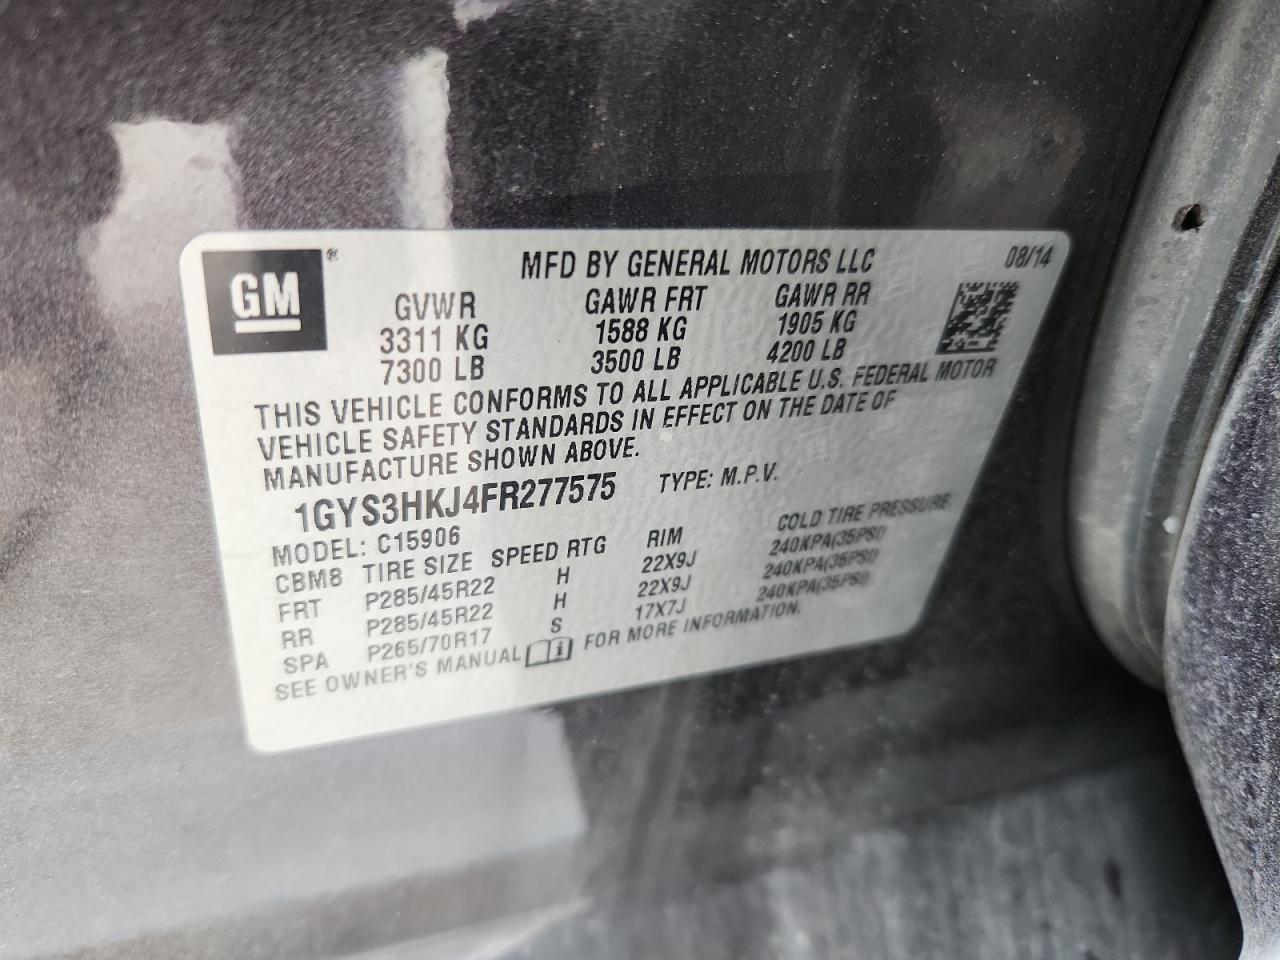 GM ®
MFD BY GENERAL MOTORS LLC 08/14
GVWR GAWR FRT GAWR RR
3311 KG 1588 KG 1905 KG
7300 LB 3500 LB 4200 LB
THIS VEHICLE CONFORMS TO ALL APPLICABLE U.S. FEDERAL MOTOR
VEHICLE SAFETY STANDARDS IN EFFECT ON THE DATE OF
MANUFACTURE SHOWN ABOVE.
1GYS3HKJ4FR277575 TYPE: M.P.V.
MODEL: C15906
CBM8 TIRE SIZE SPEED RTG RIM COLD TIRE PRESSURE
FRT P285/45R22 H 22X9J 240KPA(35PSI)
RR P285/45R22 H 22X9J 240KPA(35PSI)
SPA P265/70R17 S 17X7J 240KPA(35PSI)
SEE OWNER'S MANUAL FOR MORE INFORMATION.